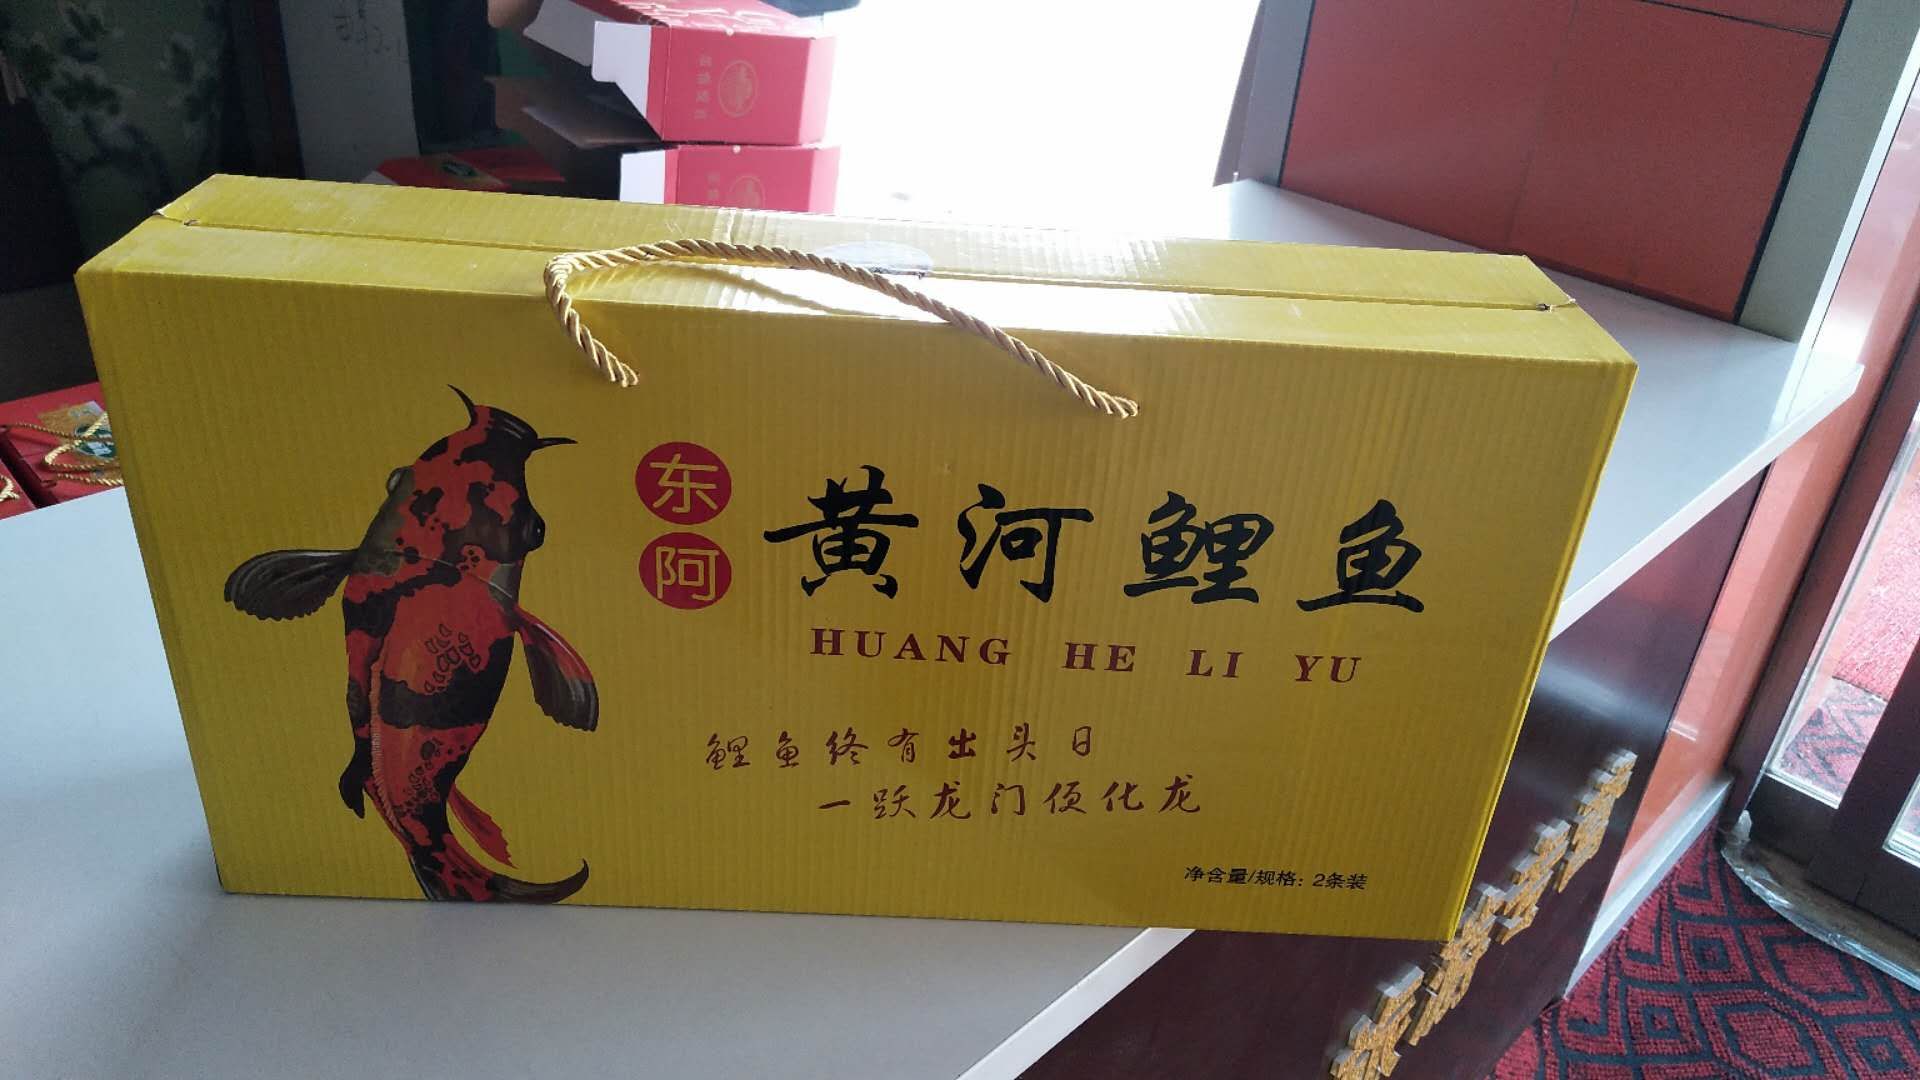 东
阿
黄河鲤鱼
HUANG HE LI YU
鲤鱼终有出头日
一跃龙门便化龙
净含量/规格：2条装